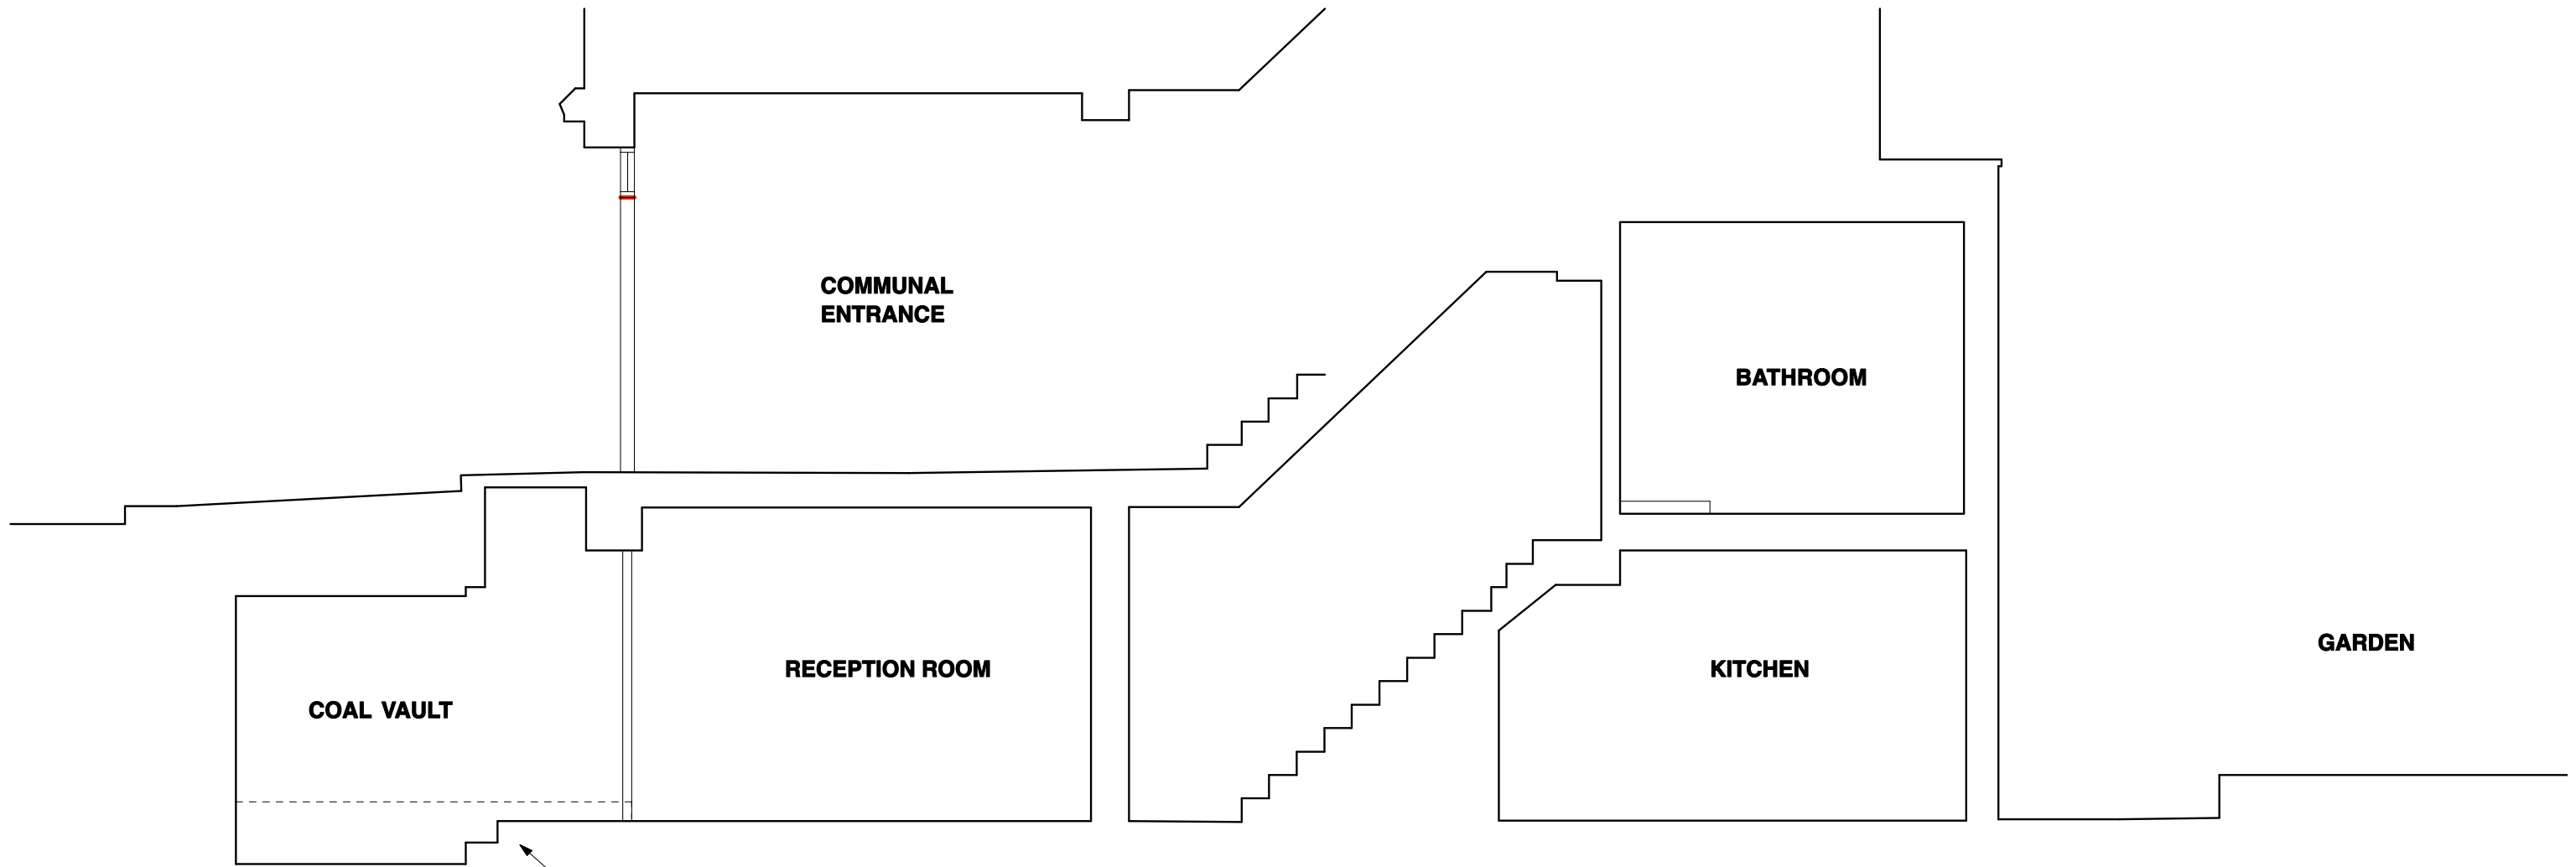 COMMUNAL
ENTRANCE
BATHROOM
GARDEN
RECEPTION ROOM
KITCHEN
COAL VAULT